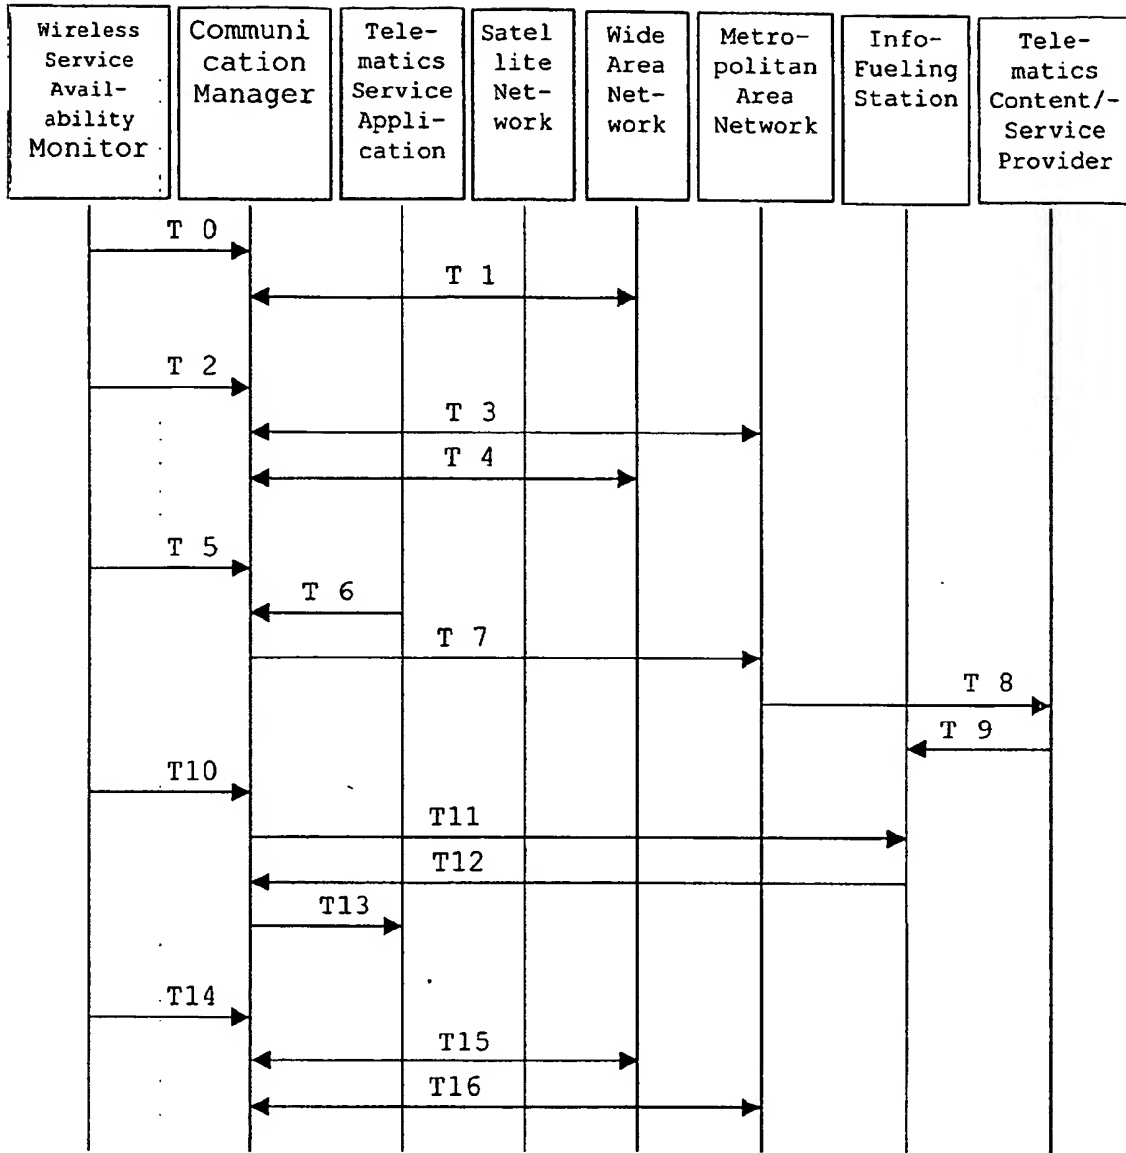 Wireless
Service
Avail-
ability
Monitor
Communi
cation
Manager
Tele-
matics
Service
Appli-
cation
Satel
lite
Net-
work
Wide
Area
Net-
work
Metro-
politan
Area
Network
Info-
Fueling
Station
Tele-
matics
Content/-
Service
Provider
T 0
T 1
T 2
T 3
T 4
T 5
T 6
T 7
T 8
T 9
T10
T11
T12
T13
T14
T15
T16